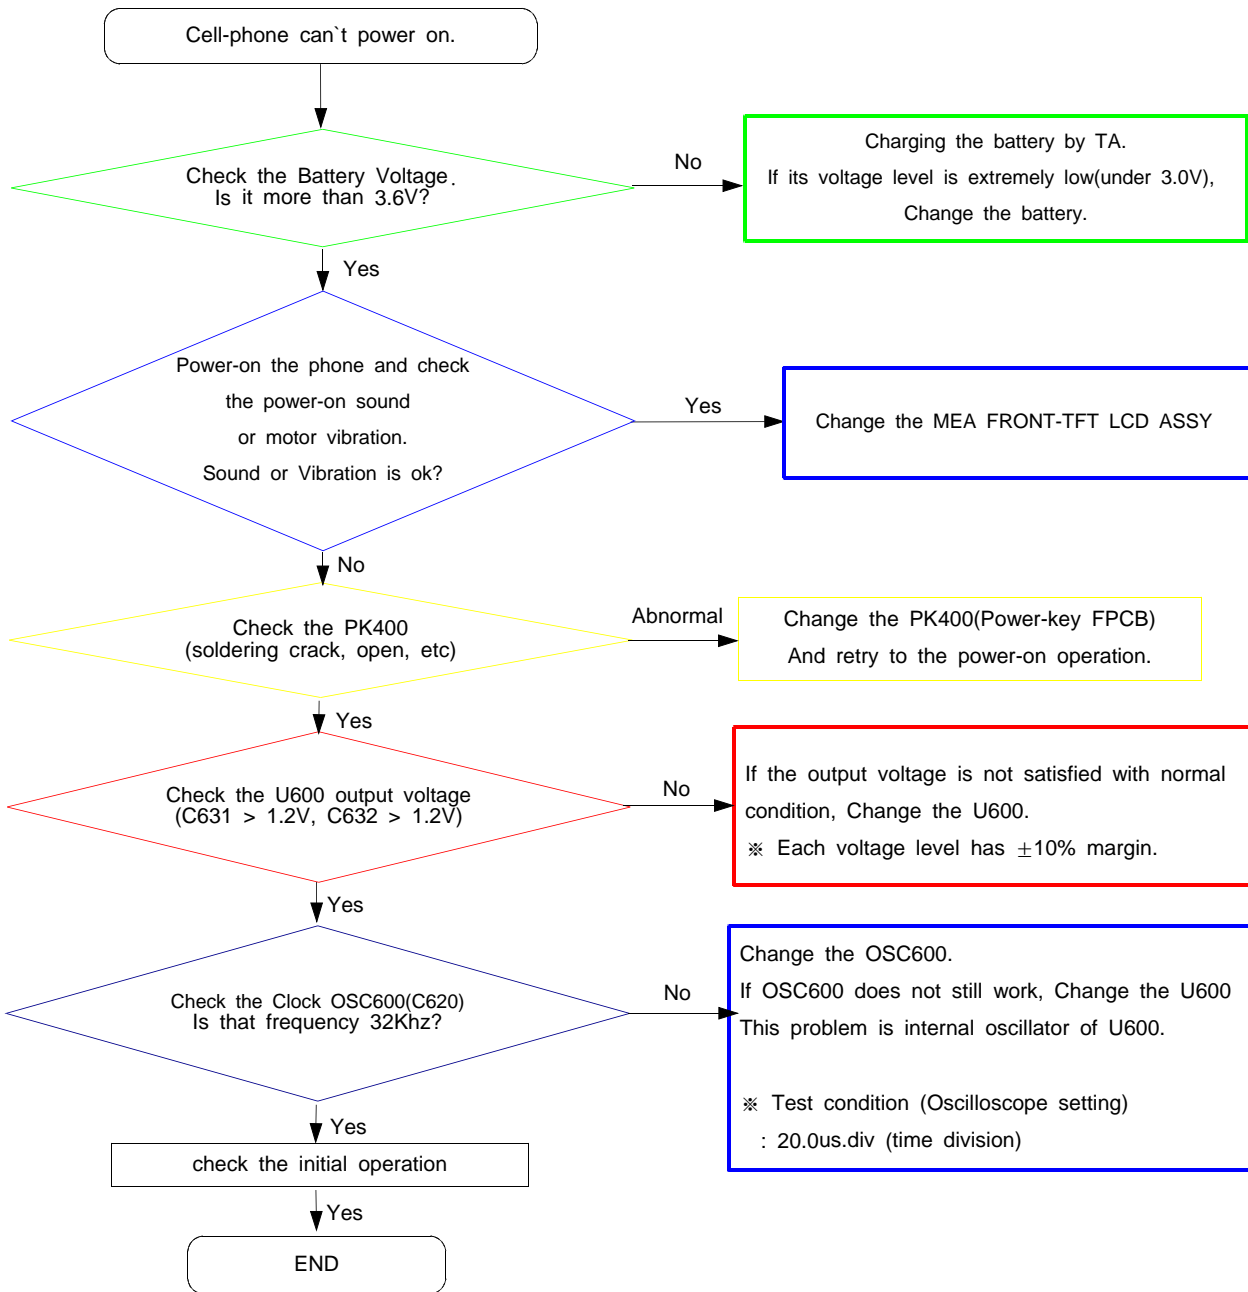 Cell-phone can`t power on.
Check the Battery Voltage.
Is it more than 3.6V?
No
Charging the battery by TA.
If its voltage level is extremely low(under 3.0V),
Change the battery.
Yes
Power-on the phone and check
the power-on sound
or motor vibration.
Sound or Vibration is ok?
Yes
Change the MEA FRONT-TFT LCD ASSY
No
Check the PK400
(soldering crack, open, etc)
Abnormal
Change the PK400(Power-key FPCB)
And retry to the power-on operation.
Yes
Check the U600 output voltage
(C631 > 1.2V, C632 > 1.2V)
No
If the output voltage is not satisfied with normal
condition, Change the U600.
※ Each voltage level has ±10% margin.
Yes
Check the Clock OSC600(C620)
Is that frequency 32Khz?
No
Change the OSC600.
If OSC600 does not still work, Change the U600
This problem is internal oscillator of U600.
※ Test condition (Oscilloscope setting)
: 20.0us.div (time division)
Yes
check the initial operation
Yes
END